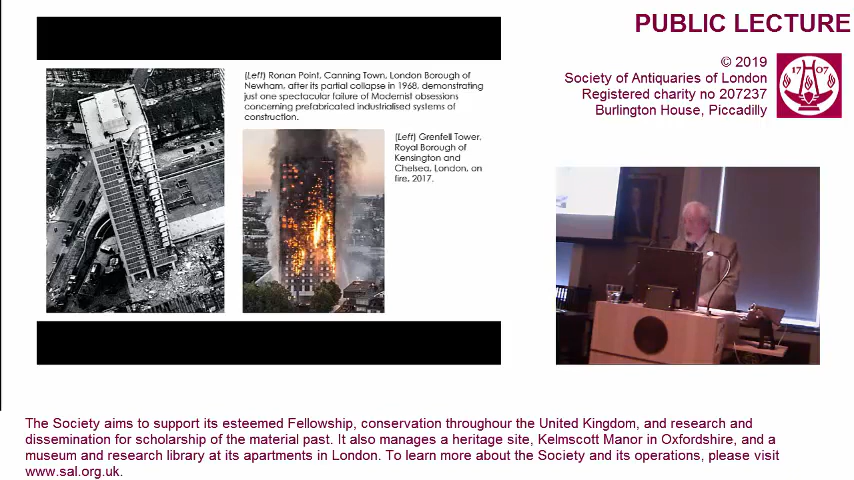 PUBLIC LECTURE
© 2019
Society of Antiquaries of London
Registered charity no 207237
Burlington House, Piccadilly
17 07
(Left) Ronan Point, Canning Town, London Borough of
Newham, after its partial collapse in 1968, demonstrating
just one spectacular failure of Modernist obsessions
concerning prefabricated industrialised systems of
construction.
(Left) Grenfell Tower,
Royal Borough of
Kensington and
Chelsea, London, on
fire, 2017.
The Society aims to support its esteemed Fellowship, conservation throughour the United Kingdom, and research and
dissemination for scholarship of the material past. It also manages a heritage site, Kelmscott Manor in Oxfordshire, and a
museum and research library at its apartments in London. To learn more about the Society and its operations, please visit
www.sal.org.uk.